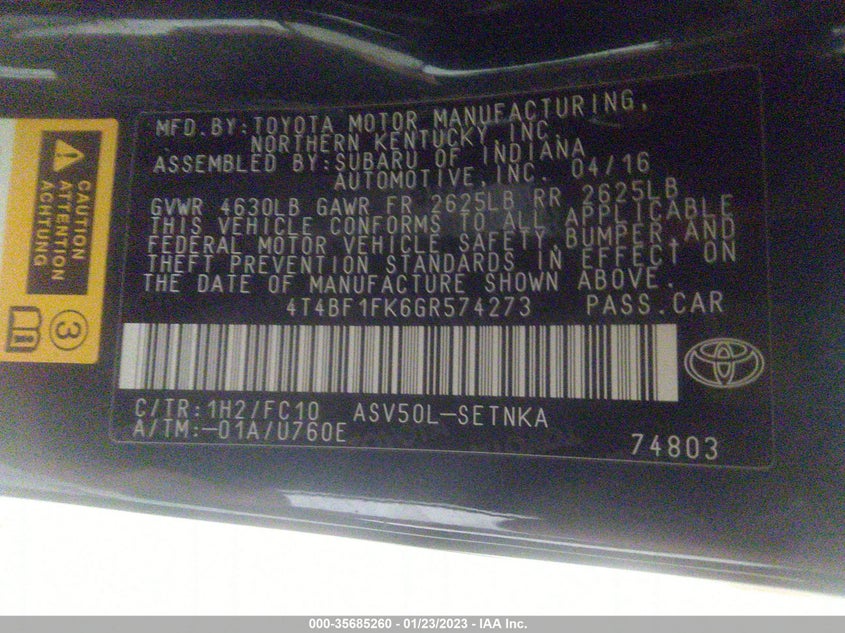 MFD.BY:TOYOTA MOTOR MANUFACTURING,
NORTHERN KENTUCKY, INC.
ASSEMBLED BY:SUBARU OF INDIANA
AUTOMOTIVE,INC. 04/16
GVWR 4630LB GAWR FR 2625LB RR 2625LB
THIS VEHICLE CONFORMS TO ALL APPLICABLE
FEDERAL MOTOR VEHICLE SAFETY,BUMPER,AND
THEFT PREVENTION STANDARDS IN EFFECT ON
THE DATE OF MANUFACTURE SHOWN ABOVE.
4T4BF1FK6GR574273 PASS.CAR
C/TR:1H2/FC10 ASV50L-SETNKA
A/TM:-01A/U760E
74803
CAUTION
ATTENTION
ACHTUNG
3
000-35685260 - 01/23/2023 - IAA Inc.